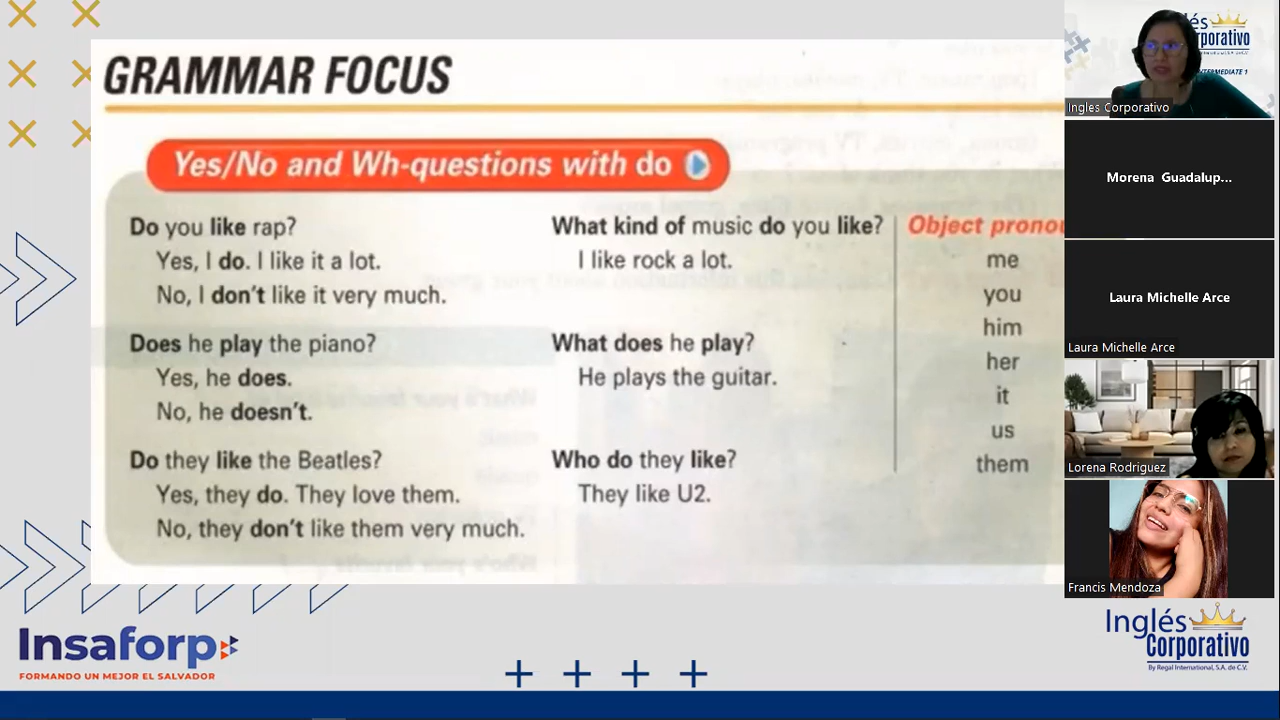 GRAMMAR FOCUS
Yes/No and Wh-questions with do
Do you like rap?
Yes, I do. I like it a lot.
No, I don't like it very much.
Does he play the piano?
Yes, he does.
No, he doesn't.
Do they like the Beatles?
Yes, they do. They love them.
No, they don't like them very much.
What kind of music do you like?
I like rock a lot.
What does he play?
He plays the guitar.
Who do they like?
They like U2.
Object pronou
me
you
him
her
it
us
them
Insaforp
FORMANDO UN MEJOR EL SALVADOR
Inglés Corporativo
Morena Guadalup...
Laura Michelle Arce
Laura Michelle Arce
Lorena Rodriguez
Francis Mendoza
Inglés
Corporativo
By Regal International, S.A. de C.V.